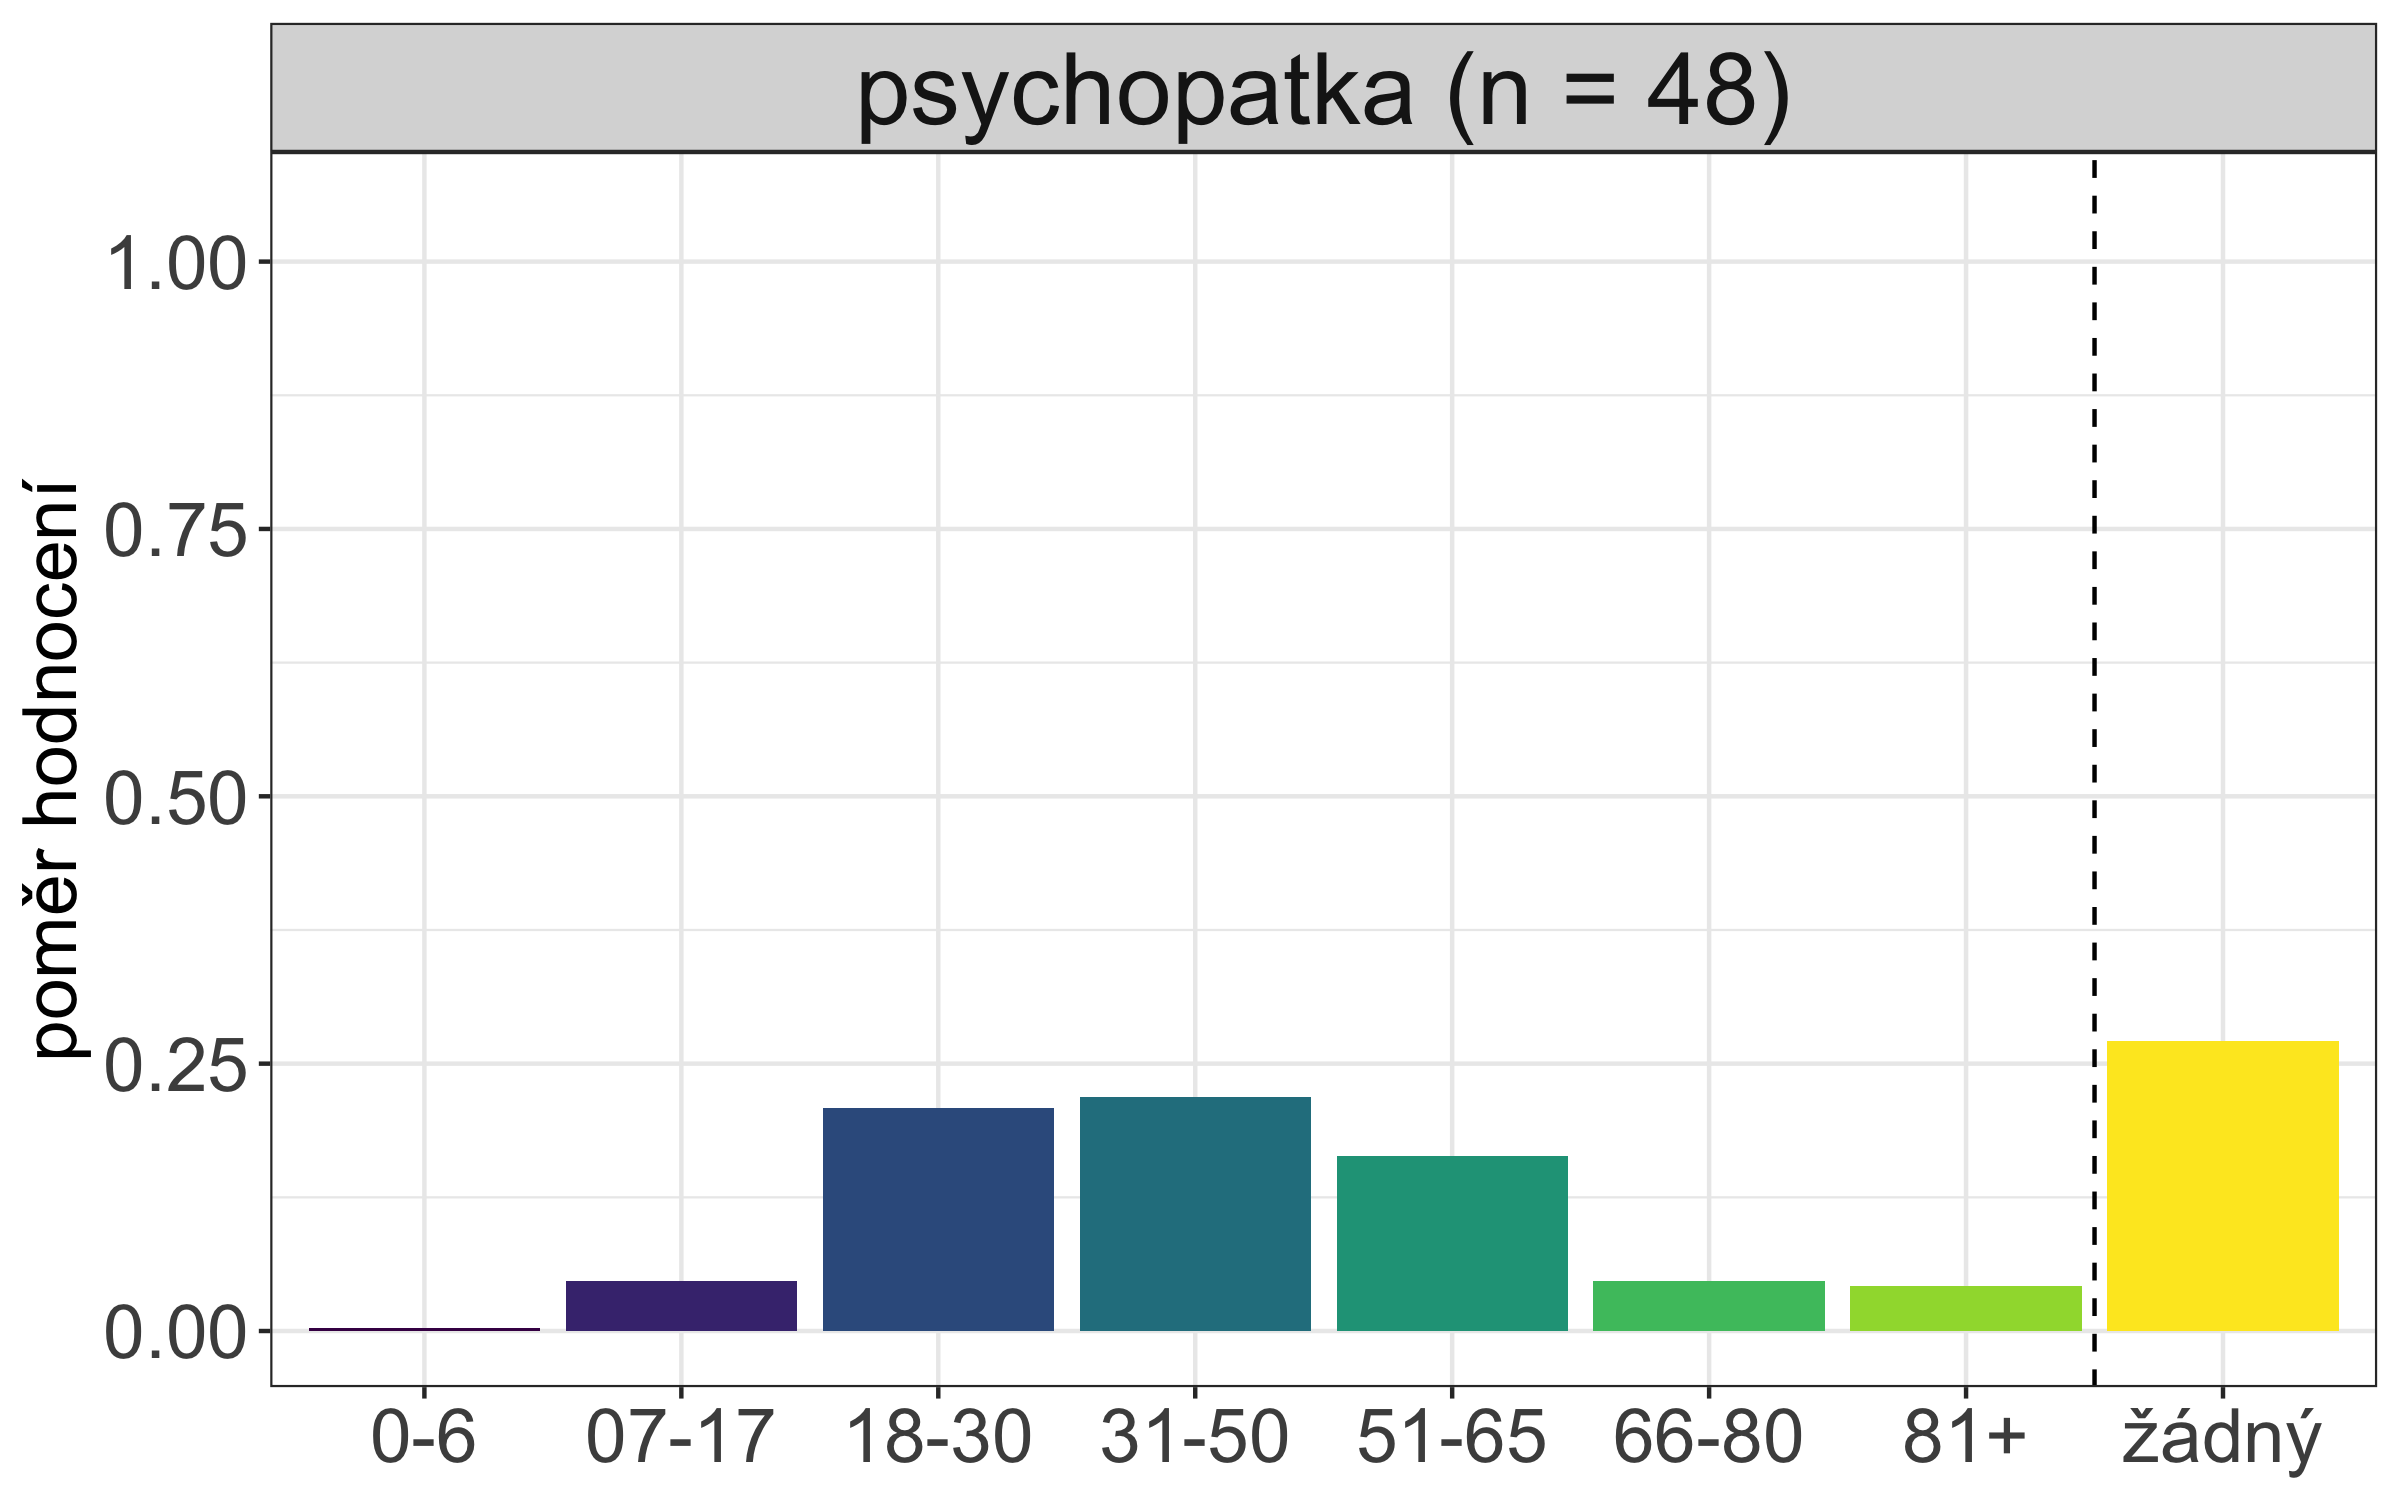 psychopatka (n = 48)
poměr hodnocení
1.00
0.75
0.50
0.25
0.00
0-6 07-17 18-30 31-50 51-65 66-80 81+ žádný